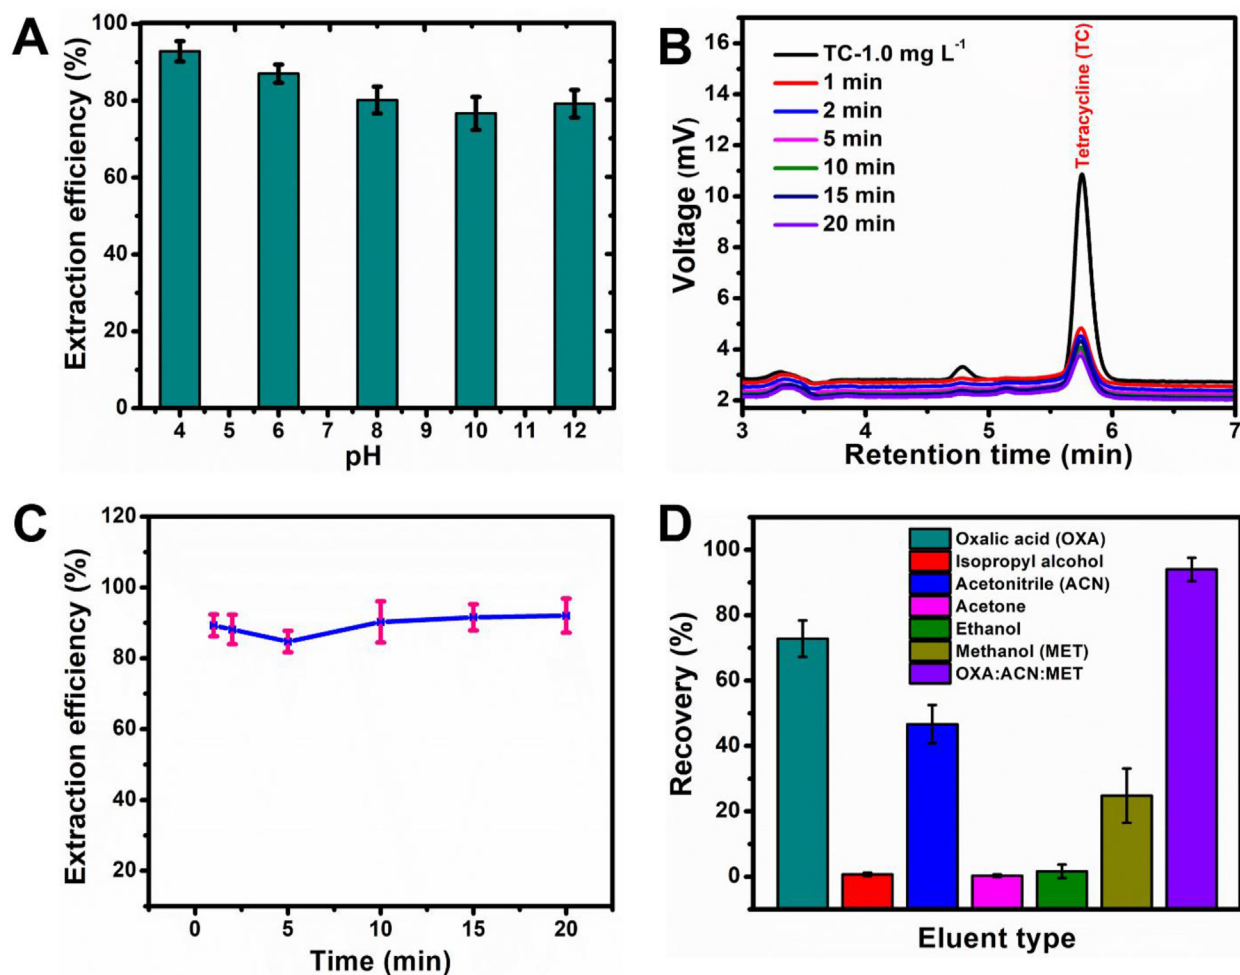 A
Extraction efficiency (%)
100
80
60
40
20
0
4 5 6 7 8 9 10 11 12
pH
B
Voltage (mV)
16
14
12
10
8
6
4
2
TC-1.0 mg L⁻¹
1 min
2 min
5 min
10 min
15 min
20 min
Tetracycline (TC)
3 4 5 6 7
Retention time (min)
C
Extraction efficiency (%)
120
100
80
60
40
20
0 5 10 15 20
Time (min)
D
Recovery (%)
100
80
60
40
20
0
Oxalic acid (OXA)
Isopropyl alcohol
Acetonitrile (ACN)
Acetone
Ethanol
Methanol (MET)
OXA:ACN:MET
Eluent type